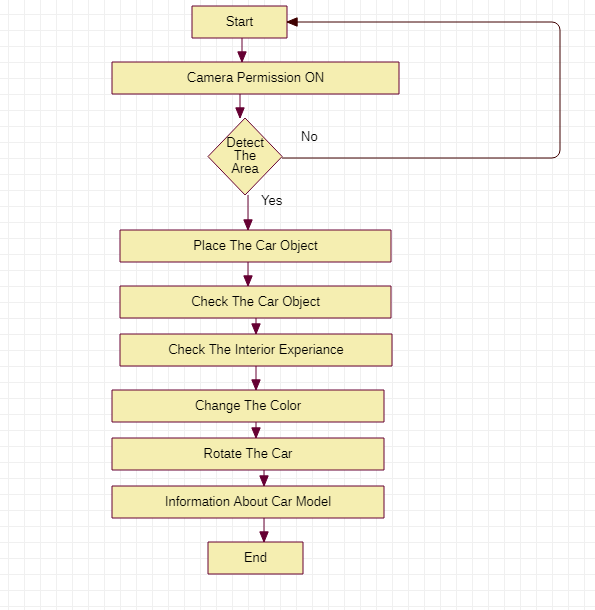 Start
Camera Permission ON
No
Detect
The
Area
Yes
Place The Car Object
Check The Car Object
Check The Interior Experiance
Change The Color
Rotate The Car
Information About Car Model
End